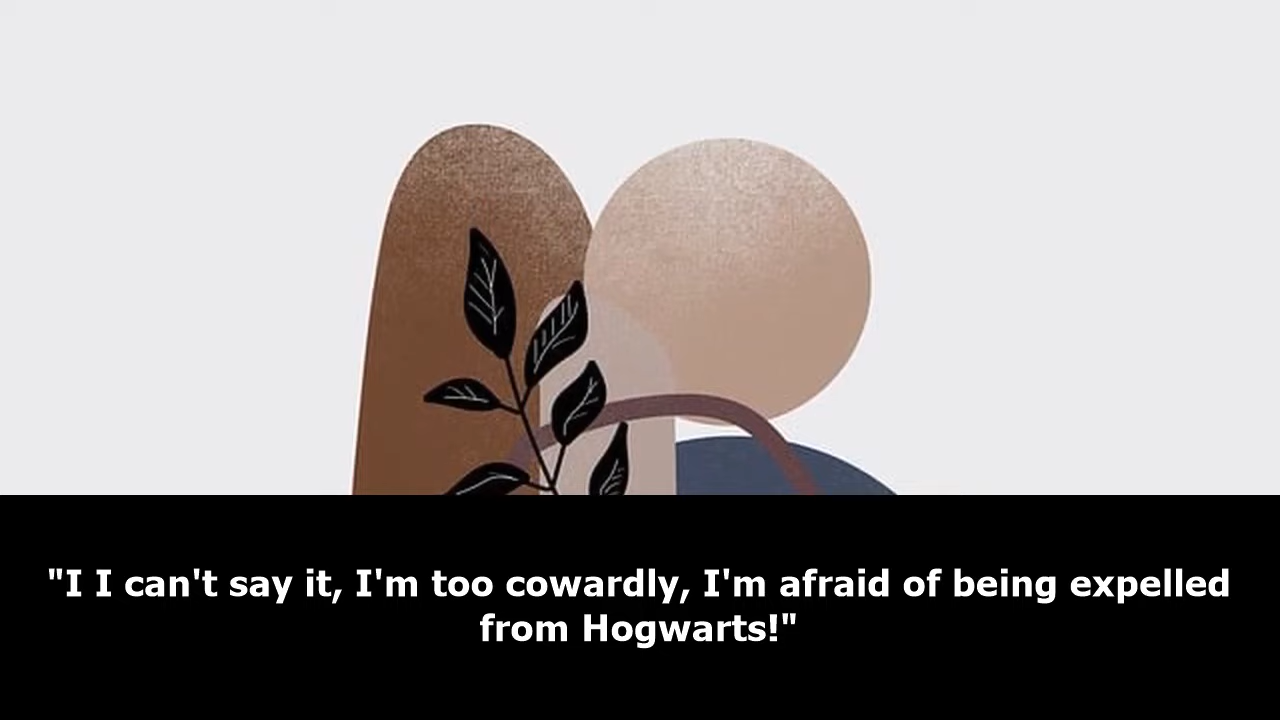 "I I can't say it, I'm too cowardly, I'm afraid of being expelled
from Hogwarts!"